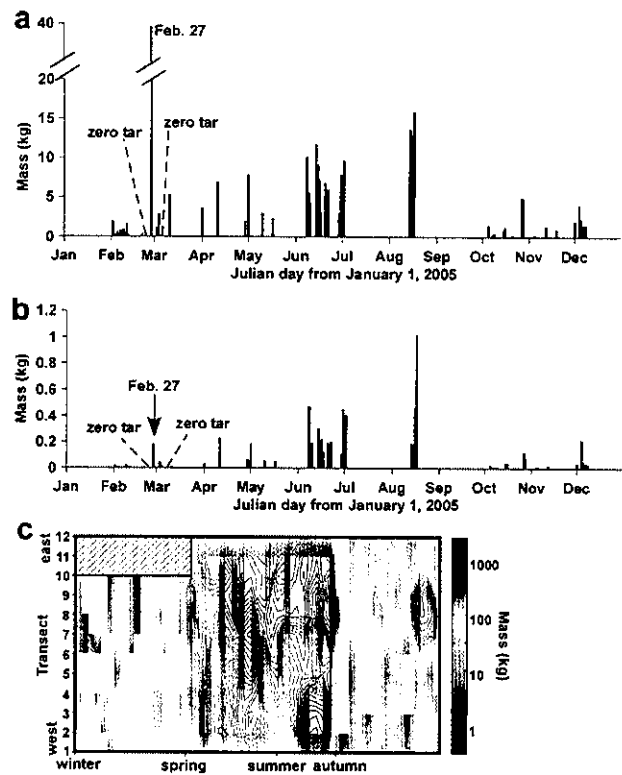 a
40
Feb. 27
20
zero tar
zero tar
15
Mass (kg)
10
5
0
Jan Feb Mar Apr May Jun Jul Aug Sep Oct Nov Dec
Julian day from January 1, 2005
b
1.2
1
Mass (kg)
0.8
Feb. 27
0.6
zero tar
zero tar
0.4
0.2
0
Jan Feb Mar Apr May Jun Jul Aug Sep Oct Nov Dec
Julian day from January 1, 2005
c
east
12
11
10
9
8
7
6
5
4
3
2
1
Transect
west
winter spring summer autumn
1000
100
10
1
Mass (kg)